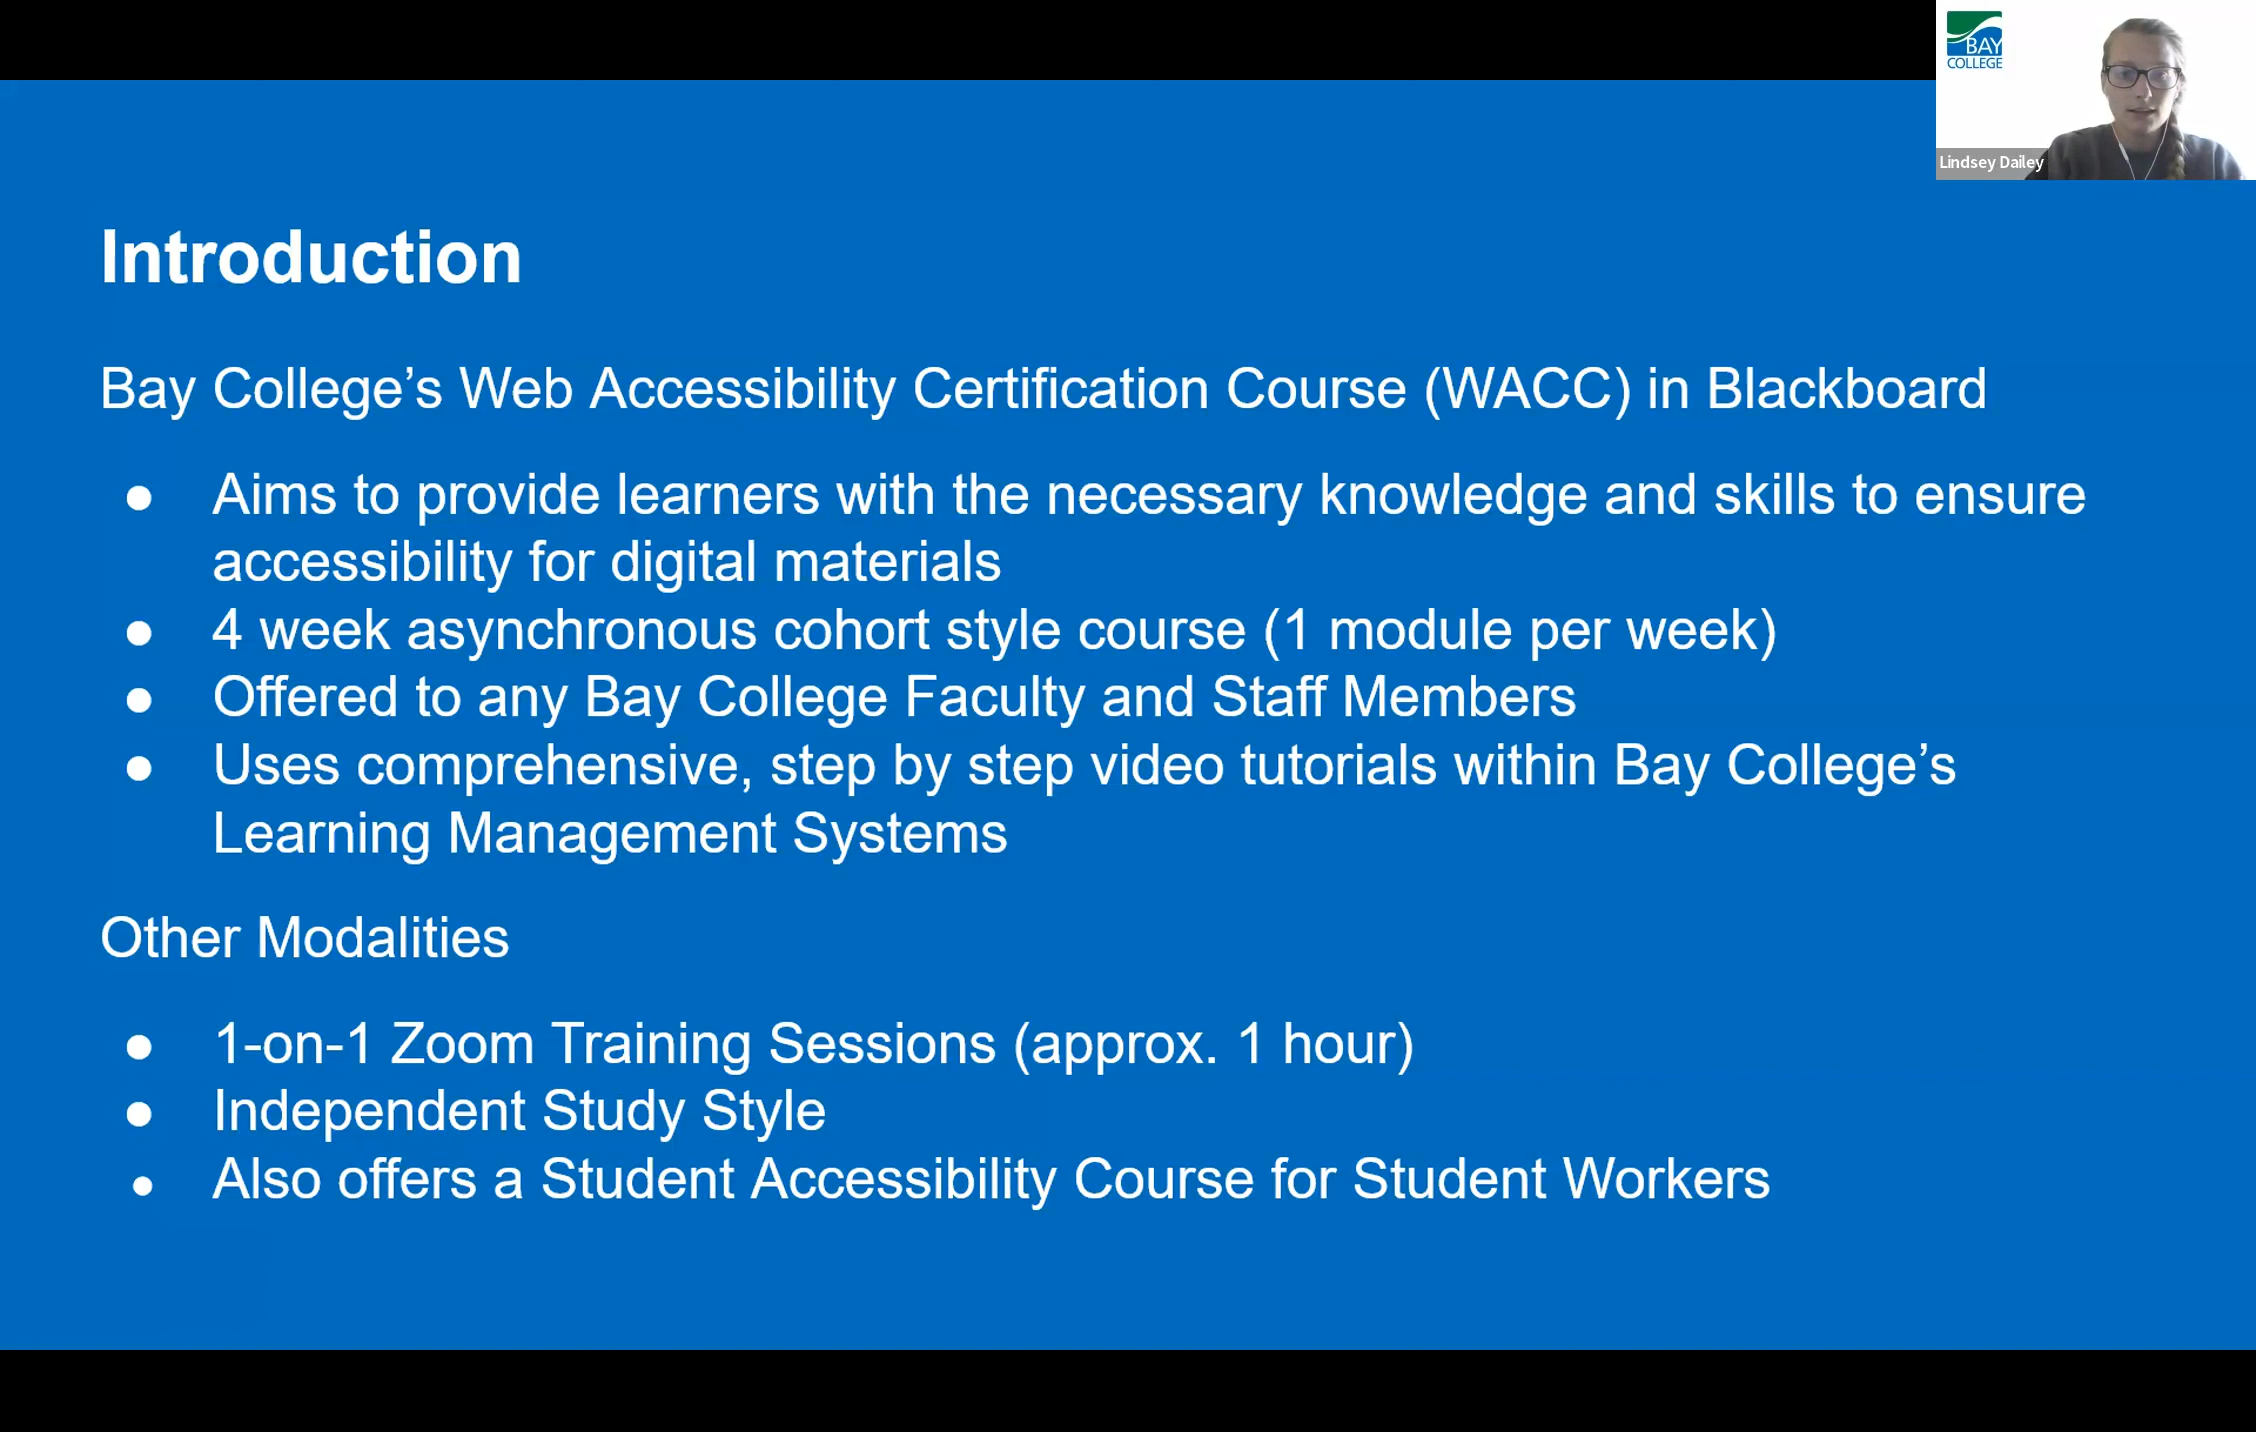 BAY
COLLEGE
Lindsey Dailey
Introduction
Bay College’s Web Accessibility Certification Course (WACC) in Blackboard
● Aims to provide learners with the necessary knowledge and skills to ensure
accessibility for digital materials
● 4 week asynchronous cohort style course (1 module per week)
● Offered to any Bay College Faculty and Staff Members
● Uses comprehensive, step by step video tutorials within Bay College’s
Learning Management Systems
Other Modalities
● 1-on-1 Zoom Training Sessions (approx. 1 hour)
● Independent Study Style
● Also offers a Student Accessibility Course for Student Workers